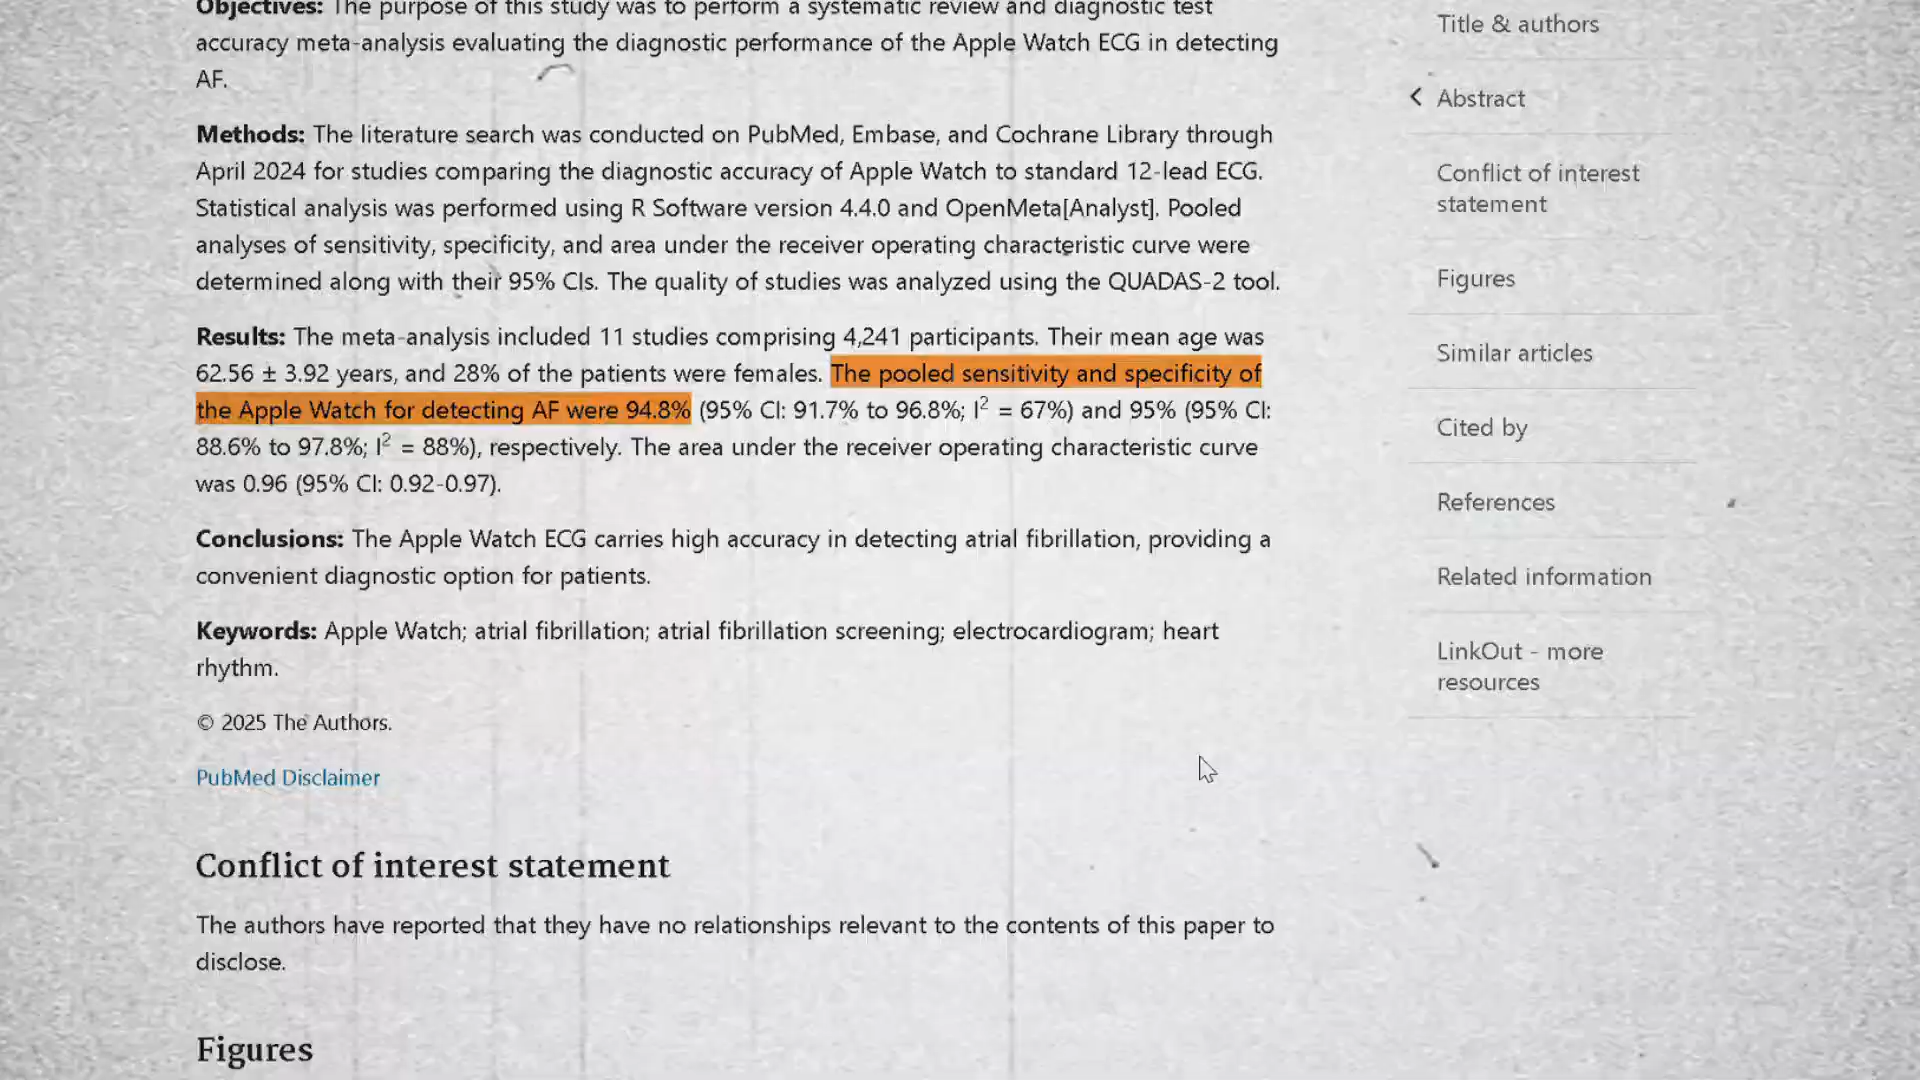 Objectives: The purpose of this study was to perform a systematic review and diagnostic test
accuracy meta-analysis evaluating the diagnostic performance of the Apple Watch ECG in detecting
AF.
Methods: The literature search was conducted on PubMed, Embase, and Cochrane Library through
April 2024 for studies comparing the diagnostic accuracy of Apple Watch to standard 12-lead ECG.
Statistical analysis was performed using R Software version 4.4.0 and OpenMeta[Analyst]. Pooled
analyses of sensitivity, specificity, and area under the receiver operating characteristic curve were
determined along with their 95% CIs. The quality of studies was analyzed using the QUADAS-2 tool.
Results: The meta-analysis included 11 studies comprising 4,241 participants. Their mean age was
62.56 ± 3.92 years, and 28% of the patients were females. The pooled sensitivity and specificity of
the Apple Watch for detecting AF were 94.8% (95% CI: 91.7% to 96.8%; I² = 67%) and 95% (95% CI:
88.6% to 97.8%; I² = 88%), respectively. The area under the receiver operating characteristic curve
was 0.96 (95% CI: 0.92-0.97).
Conclusions: The Apple Watch ECG carries high accuracy in detecting atrial fibrillation, providing a
convenient diagnostic option for patients.
Keywords: Apple Watch; atrial fibrillation; atrial fibrillation screening; electrocardiogram; heart
rhythm.
© 2025 The Authors.
PubMed Disclaimer
Conflict of interest statement
The authors have reported that they have no relationships relevant to the contents of this paper to
disclose.
Figures
Title & authors
Abstract
Conflict of interest
statement
Figures
Similar articles
Cited by
References
Related information
LinkOut - more
resources